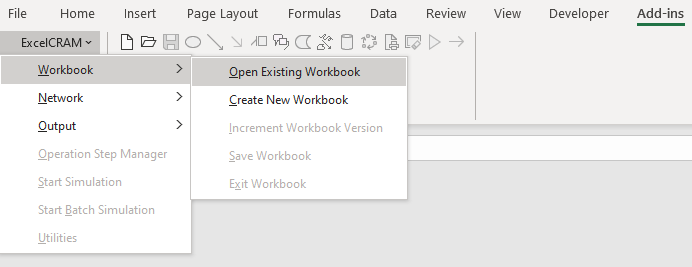 File Home Insert Page Layout Formulas Data Review View Developer Add-ins
ExcelCRAM
Workbook
Network
Output
Operation Step Manager
Start Simulation
Start Batch Simulation
Utilities
Open Existing Workbook
Create New Workbook
Increment Workbook Version
Save Workbook
Exit Workbook